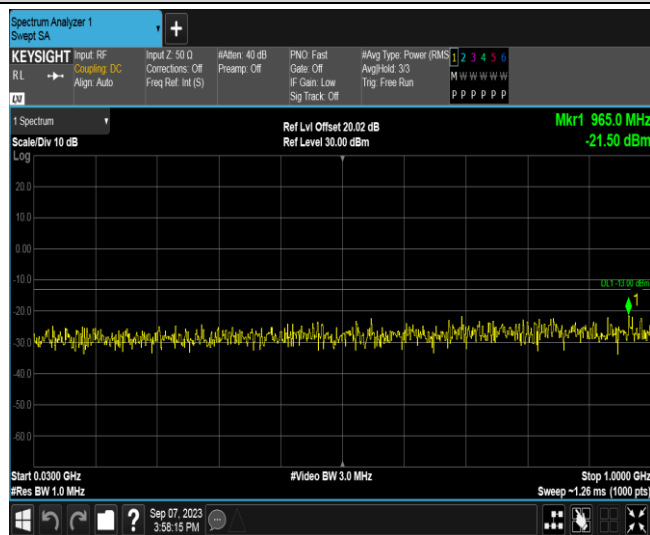 Spectrum Analyzer 1
Swept SA
+
KEYSIGHT
RL
LXI
Input: RF
Coupling: DC
Align: Auto
Input Z: 50 Ω
Corrections: Off
Freq Ref: Int (S)
#Atten: 40 dB
Preamp: Off
PNO: Fast
Gate: Off
IF Gain: Low
Sig Track: Off
#Avg Type: Power (RMS
Avg|Hold: 3/3
Trig: Free Run
1 2 3 4 5 6
M W W W W W
P P P P P P
1 Spectrum
Scale/Div 10 dB
Log
Ref Lvl Offset 20.02 dB
Ref Level 30.00 dBm
Mkr1 965.0 MHz
-21.50 dBm
20.0
10.0
0.00
-10.0
DL1 -13.00 dBm
1
-20.0
-30.0
-40.0
-50.0
-60.0
Start 0.0300 GHz
#Res BW 1.0 MHz
#Video BW 3.0 MHz
Stop 1.0000 GHz
Sweep ~1.26 ms (1000 pts)
?
Sep 07, 2023
3:58:15 PM